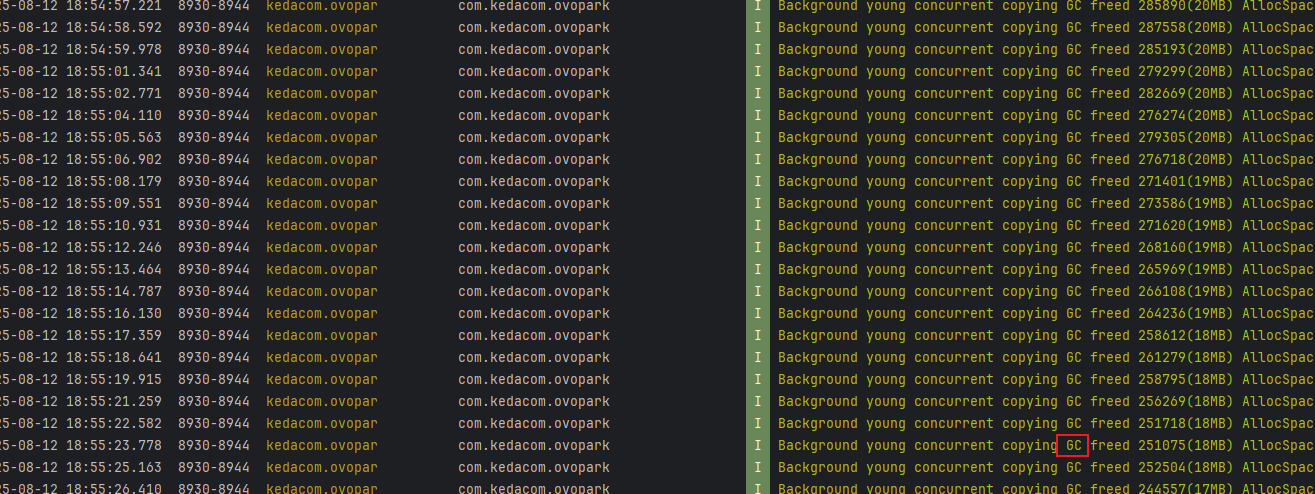 25-08-12 18:54:57.221 8930-8944 kedacom.ovopar com.kedacom.ovopark I Background young concurrent copying GC freed 285890(20MB) AllocSpac
25-08-12 18:54:58.592 8930-8944 kedacom.ovopar com.kedacom.ovopark I Background young concurrent copying GC freed 287558(20MB) AllocSpac
25-08-12 18:54:59.978 8930-8944 kedacom.ovopar com.kedacom.ovopark I Background young concurrent copying GC freed 285193(20MB) AllocSpac
25-08-12 18:55:01.341 8930-8944 kedacom.ovopar com.kedacom.ovopark I Background young concurrent copying GC freed 279299(20MB) AllocSpac
25-08-12 18:55:02.771 8930-8944 kedacom.ovopar com.kedacom.ovopark I Background young concurrent copying GC freed 282669(20MB) AllocSpac
25-08-12 18:55:04.110 8930-8944 kedacom.ovopar com.kedacom.ovopark I Background young concurrent copying GC freed 276274(20MB) AllocSpac
25-08-12 18:55:05.563 8930-8944 kedacom.ovopar com.kedacom.ovopark I Background young concurrent copying GC freed 279305(20MB) AllocSpac
25-08-12 18:55:06.902 8930-8944 kedacom.ovopar com.kedacom.ovopark I Background young concurrent copying GC freed 276718(20MB) AllocSpac
25-08-12 18:55:08.179 8930-8944 kedacom.ovopar com.kedacom.ovopark I Background young concurrent copying GC freed 271401(19MB) AllocSpac
25-08-12 18:55:09.551 8930-8944 kedacom.ovopar com.kedacom.ovopark I Background young concurrent copying GC freed 273586(19MB) AllocSpac
25-08-12 18:55:10.931 8930-8944 kedacom.ovopar com.kedacom.ovopark I Background young concurrent copying GC freed 271620(19MB) AllocSpac
25-08-12 18:55:12.246 8930-8944 kedacom.ovopar com.kedacom.ovopark I Background young concurrent copying GC freed 268160(19MB) AllocSpac
25-08-12 18:55:13.464 8930-8944 kedacom.ovopar com.kedacom.ovopark I Background young concurrent copying GC freed 265969(19MB) AllocSpac
25-08-12 18:55:14.787 8930-8944 kedacom.ovopar com.kedacom.ovopark I Background young concurrent copying GC freed 266108(19MB) AllocSpac
25-08-12 18:55:16.130 8930-8944 kedacom.ovopar com.kedacom.ovopark I Background young concurrent copying GC freed 264236(19MB) AllocSpac
25-08-12 18:55:17.359 8930-8944 kedacom.ovopar com.kedacom.ovopark I Background young concurrent copying GC freed 258612(18MB) AllocSpac
25-08-12 18:55:18.641 8930-8944 kedacom.ovopar com.kedacom.ovopark I Background young concurrent copying GC freed 261279(18MB) AllocSpac
25-08-12 18:55:19.915 8930-8944 kedacom.ovopar com.kedacom.ovopark I Background young concurrent copying GC freed 258795(18MB) AllocSpac
25-08-12 18:55:21.259 8930-8944 kedacom.ovopar com.kedacom.ovopark I Background young concurrent copying GC freed 256269(18MB) AllocSpac
25-08-12 18:55:22.582 8930-8944 kedacom.ovopar com.kedacom.ovopark I Background young concurrent copying GC freed 251718(18MB) AllocSpac
25-08-12 18:55:23.778 8930-8944 kedacom.ovopar com.kedacom.ovopark I Background young concurrent copying GC freed 251075(18MB) AllocSpac
25-08-12 18:55:25.163 8930-8944 kedacom.ovopar com.kedacom.ovopark I Background young concurrent copying GC freed 252504(18MB) AllocSpac
25-08-12 18:55:26.410 8930-8944 kedacom.ovopar com.kedacom.ovopark I Background young concurrent copying GC freed 244557(17MB) AllocSpac